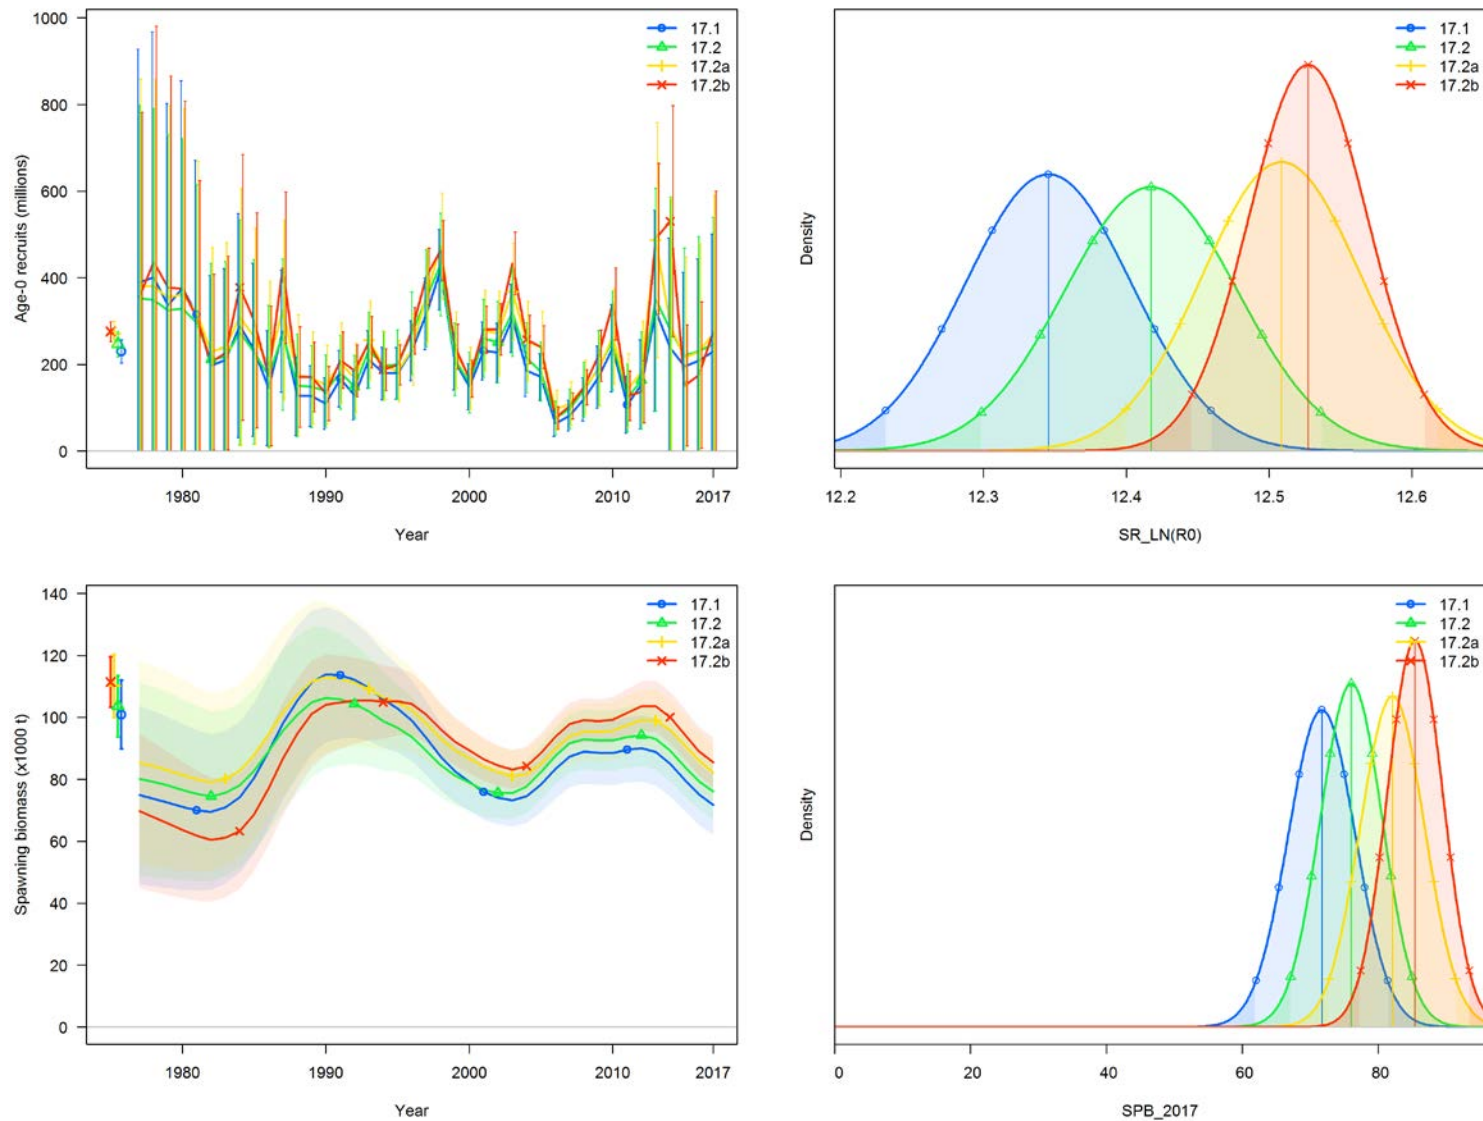 1000
800
600
400
200
0
Age-0 recruits (millions)
17.1
17.2
17.2a
17.2b
1980
1990
2000
2010
2017
Year
Density
17.1
17.2
17.2a
17.2b
12.2
12.3
12.4
12.5
12.6
SR_LN(R0)
140
120
100
80
60
40
20
0
Spawning biomass (x1000 t)
17.1
17.2
17.2a
17.2b
1980
1990
2000
2010
2017
Year
Density
17.1
17.2
17.2a
17.2b
0
20
40
60
80
SPB_2017